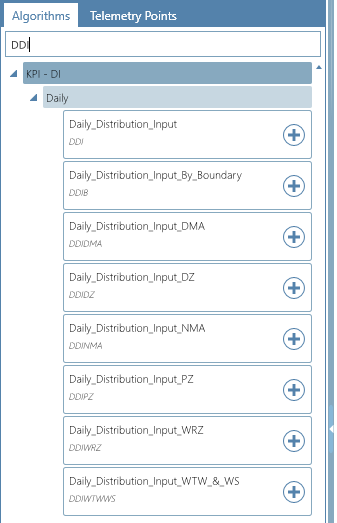 Algorithms Telemetry Points
DDI
KPI - DI
Daily
Daily_Distribution_Input
DDI
Daily_Distribution_Input_By_Boundary
DDIB
Daily_Distribution_Input_DMA
DDIDMA
Daily_Distribution_Input_DZ
DDIDZ
Daily_Distribution_Input_NMA
DDINMA
Daily_Distribution_Input_PZ
DDIPZ
Daily_Distribution_Input_WRZ
DDIWRZ
Daily_Distribution_Input_WTW_&_WS
DDIWTWWS